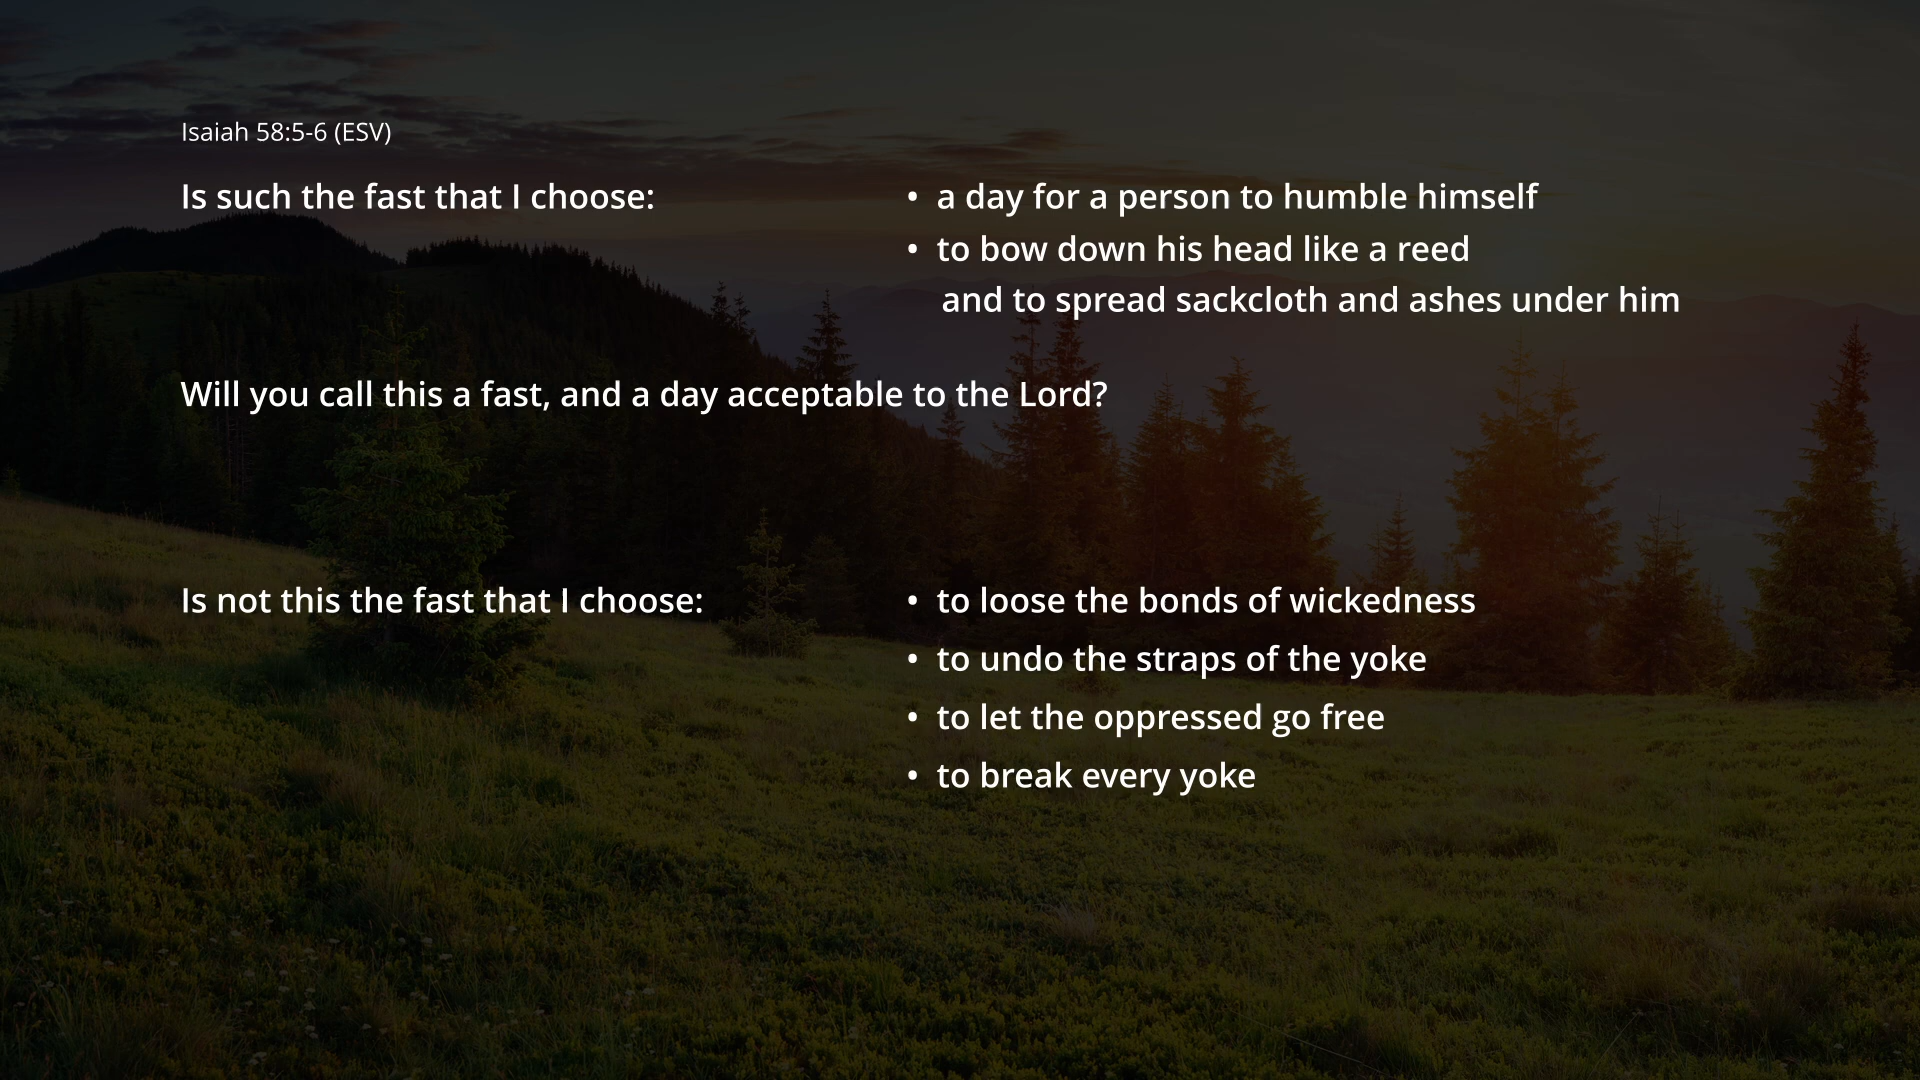 Isaiah 58:5-6 (ESV)
Is such the fast that I choose:
• a day for a person to humble himself
• to bow down his head like a reed
and to spread sackcloth and ashes under him
Will you call this a fast, and a day acceptable to the Lord?
Is not this the fast that I choose:
• to loose the bonds of wickedness
• to undo the straps of the yoke
• to let the oppressed go free
• to break every yoke